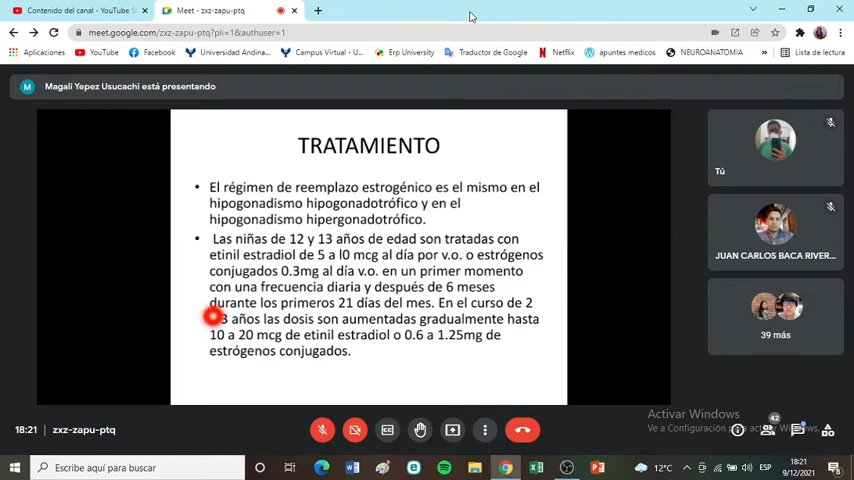 Contenido del canal - YouTube S
Meet - zxz-zapu-ptq
meet.google.com/zxz-zapu-ptq?pli=1&authuser=1
Aplicaciones
YouTube
Facebook
Universidad Andina...
Campus Virtual - U...
Erp University
Traductor de Google
Netflix
apuntes medicos
NEUROANATOMIA
Lista de lectura
M
Magali Yepez Usucachi está presentando
TRATAMIENTO
• El régimen de reemplazo estrogénico es el mismo en el
hipogonadismo hipogonadotrófico y en el
hipogonadismo hipergonadotrófico.
• Las niñas de 12 y 13 años de edad son tratadas con
etinil estradiol de 5 a l0 mcg al día por v.o. o estrógenos
conjugados 0.3mg al día v.o. en un primer momento
con una frecuencia diaria y después de 6 meses
durante los primeros 21 días del mes. En el curso de 2
3 años las dosis son aumentadas gradualmente hasta
10 a 20 mcg de etinil estradiol o 0.6 a 1.25mg de
estrógenos conjugados.
Tú
JUAN CARLOS BACA RIVER...
39 más
Activar Windows
Ve a Configuración para activar Windows.
18:21
zxz-zapu-ptq
42
Escribe aquí para buscar
12°C
ESP
18:21
9/12/2021